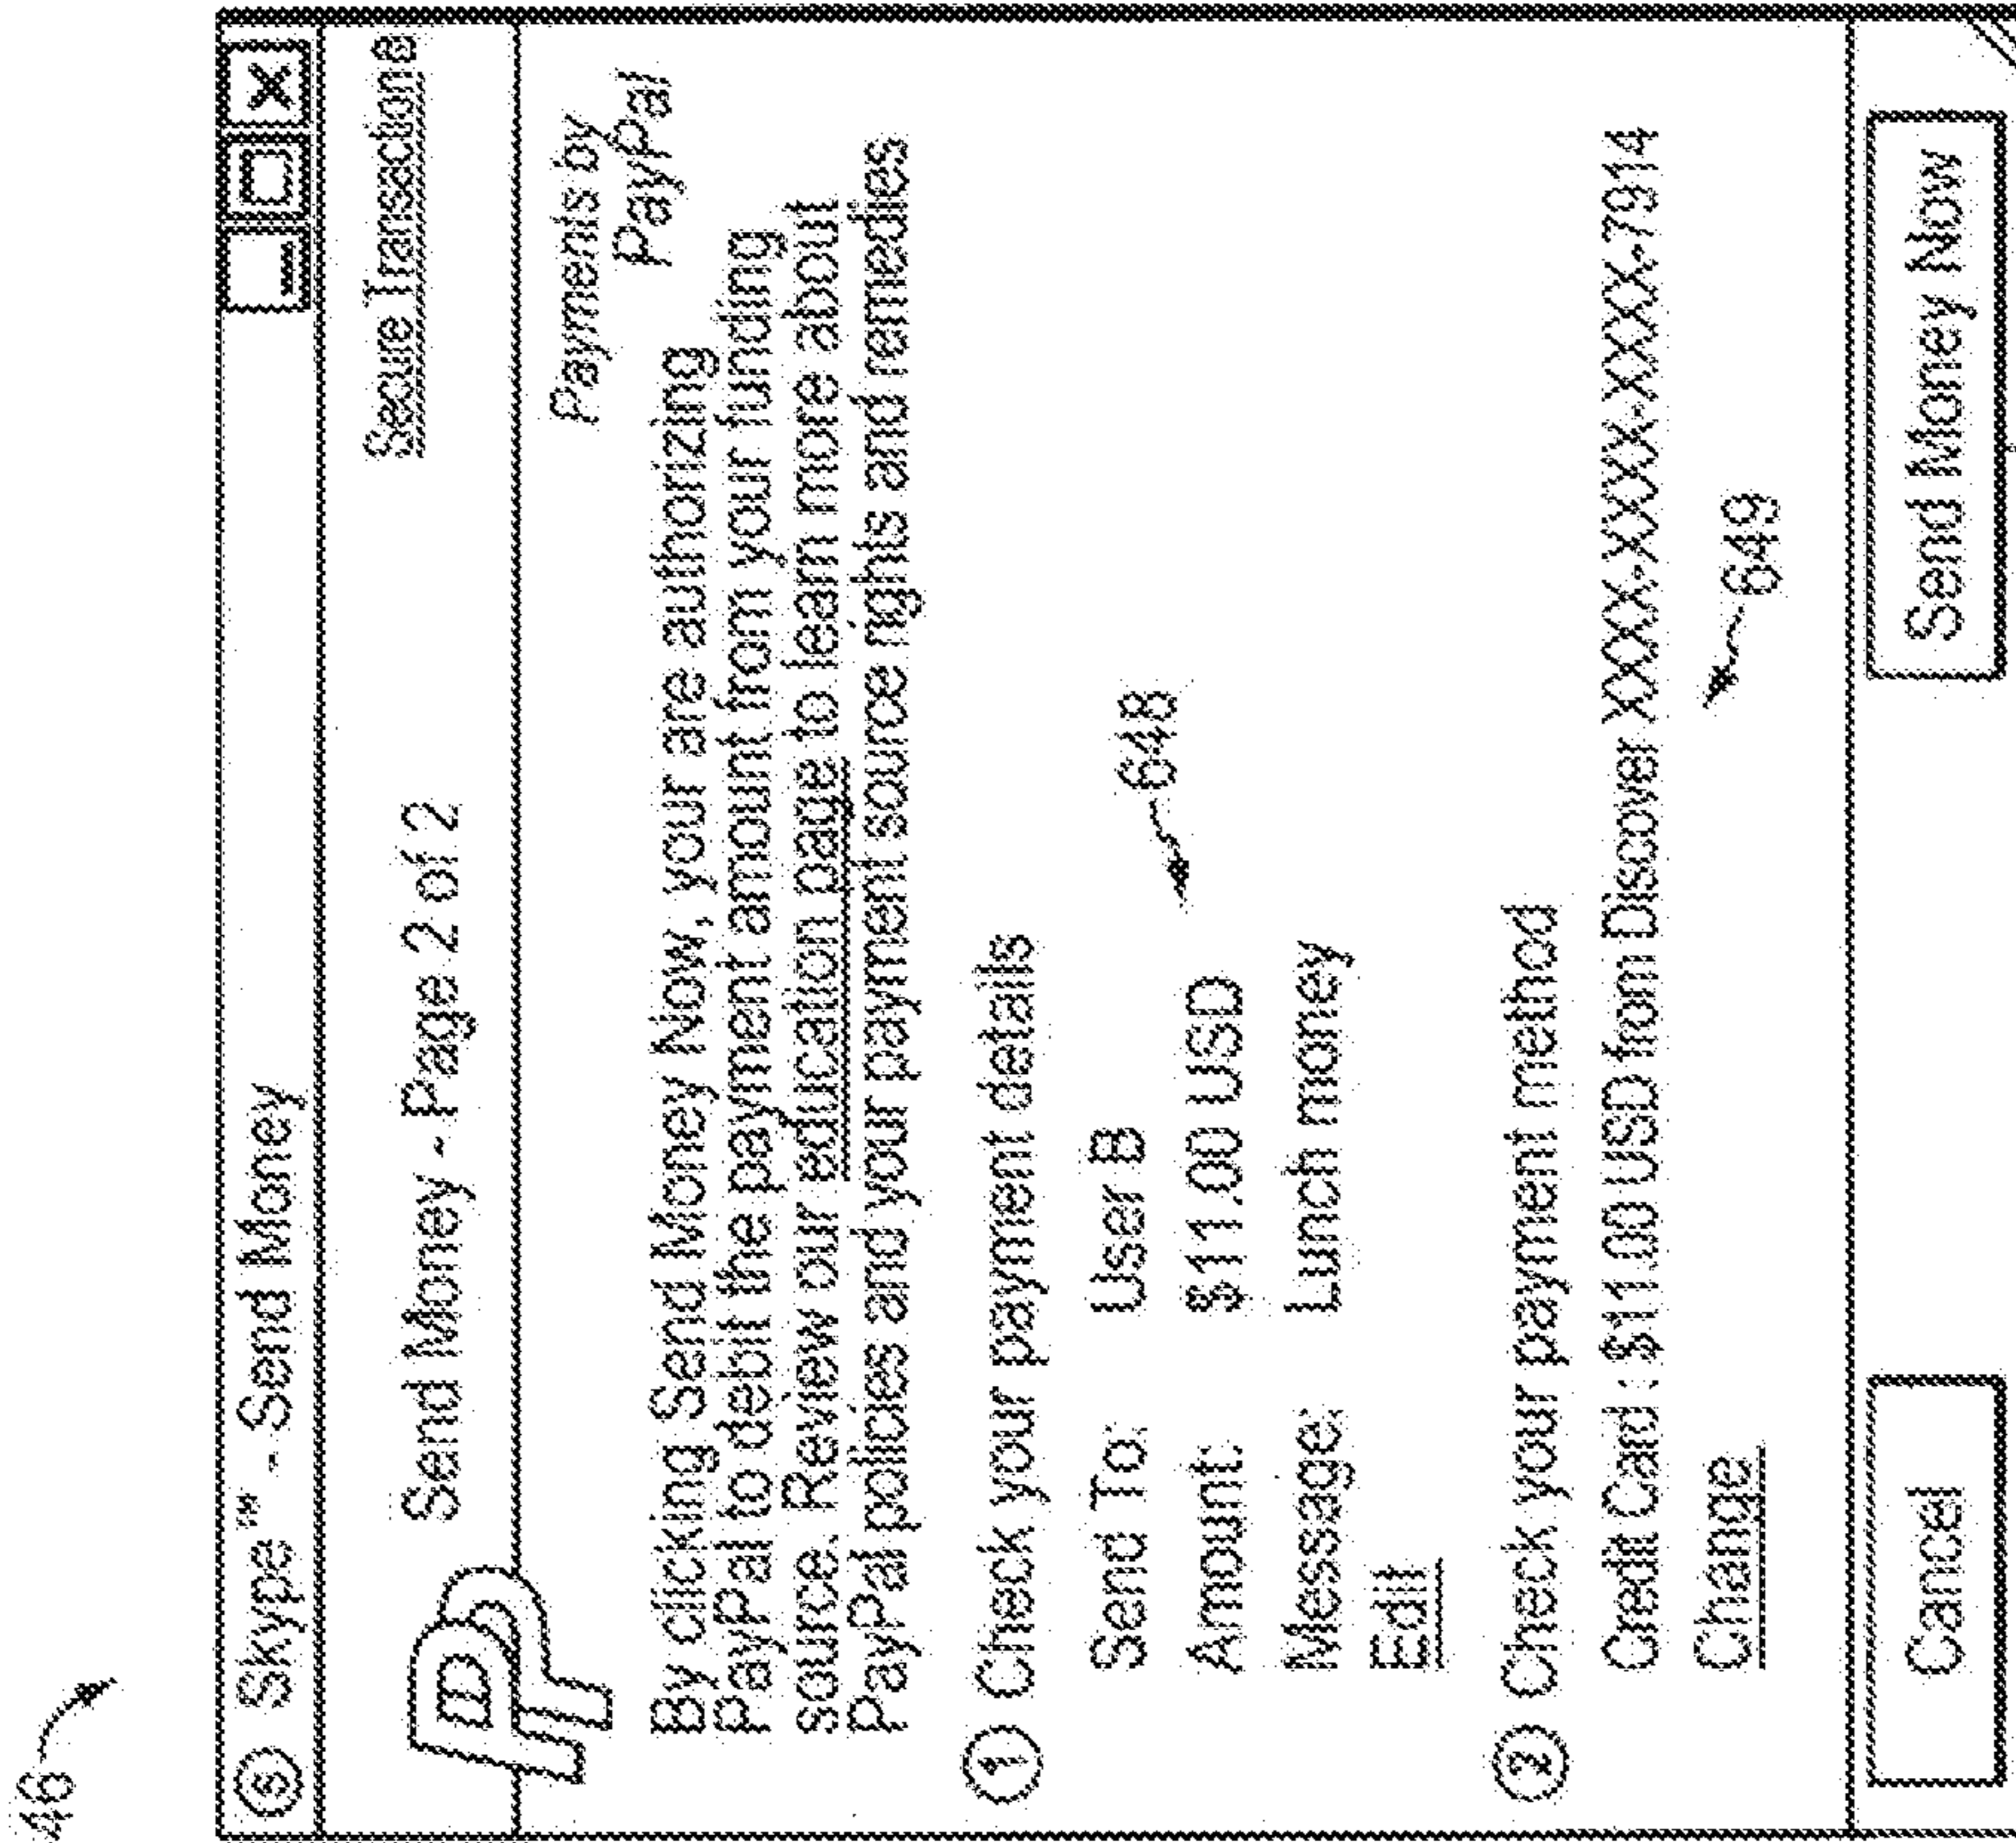 46
S Skype™ - Send Money
Send Money - Page 2 of 2
Secure Transectione
Payments by
PayPal
By clicking Send Money Now, your are authorizing
PayPal to debit the payment amount from your funding
source. Review our education page to learn more about
PayPal policies and your payment source rights and remedies
1 Check your payment details
Send To: User B
648
Amount: $11.00 USD
Message: Lunch money
Edit
2 Check your payment method
Credit Card : $11.00 USD from Discover XXXX-XXXX-XXXX-7914
Change
649
Cancel
Send Money Now